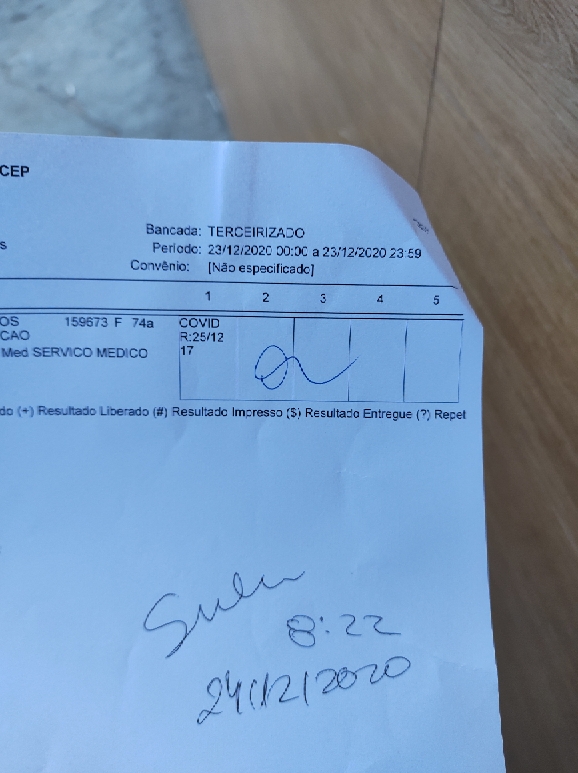 CEP
s
Bancada: TERCEIRIZADO
Período: 23/12/2020 00:00 a 23/12/2020 23:59
Convênio: [Não especificado]
1 2 3 4 5
OS 159673 F 74a COVID
CAO R:25/12
Med SERVICO MEDICO 17
do (+) Resultado Liberado (#) Resultado Impresso ($) Resultado Entregue (?) Repet
8:22
24/12/2020